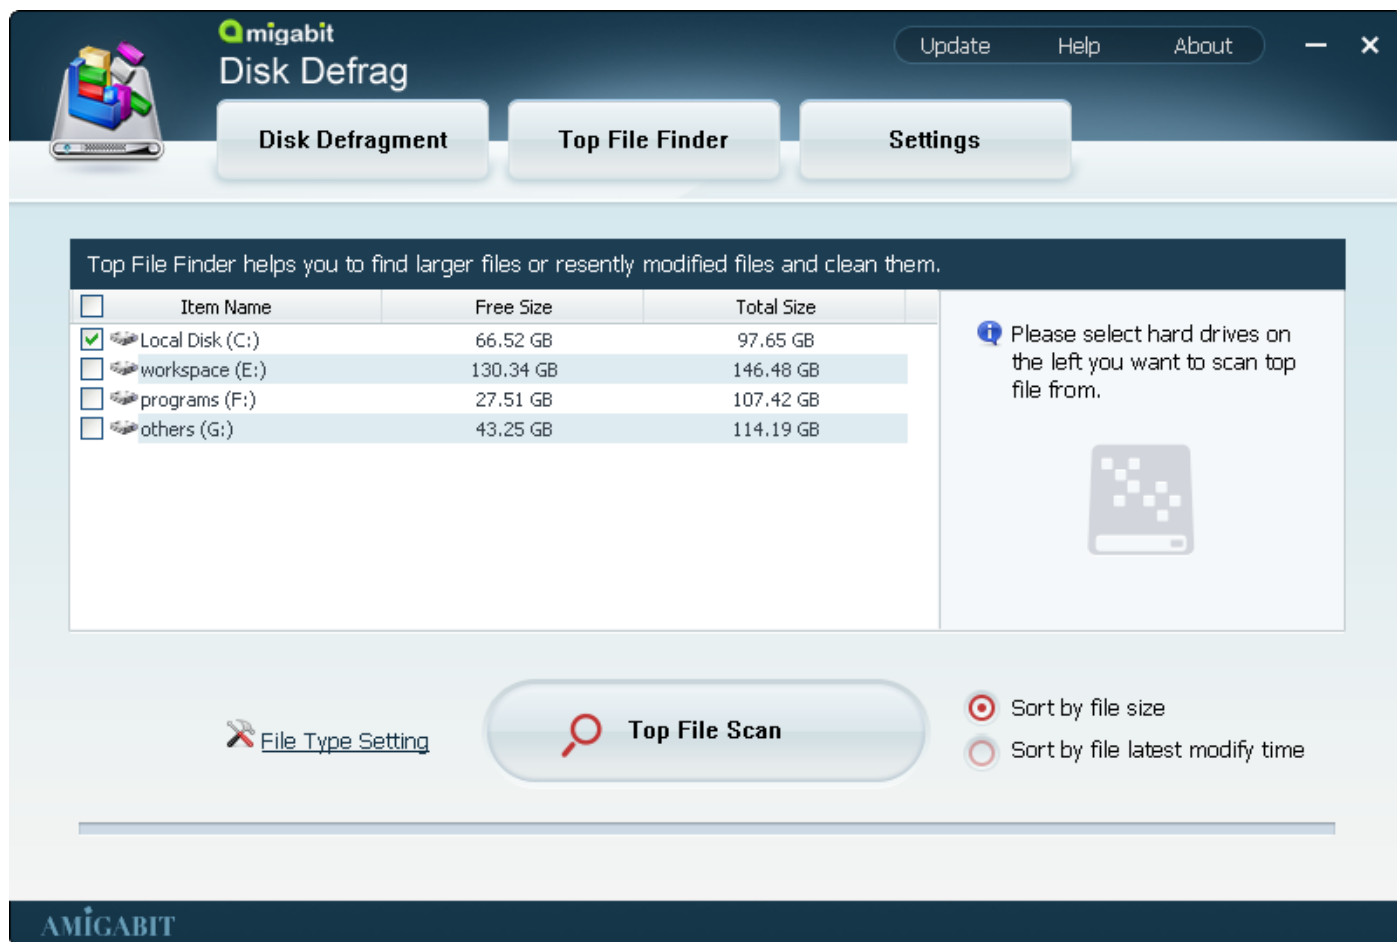 amigabit
Disk Defrag
Update Help About
Disk Defragment Top File Finder Settings
Top File Finder helps you to find larger files or resently modified files and clean them.
Item Name Free Size Total Size
Local Disk (C:) 66.52 GB 97.65 GB
workspace (E:) 130.34 GB 146.48 GB
programs (F:) 27.51 GB 107.42 GB
others (G:) 43.25 GB 114.19 GB
Please select hard drives on
the left you want to scan top
file from.
File Type Setting
Top File Scan
Sort by file size
Sort by file latest modify time
AMIGABIT